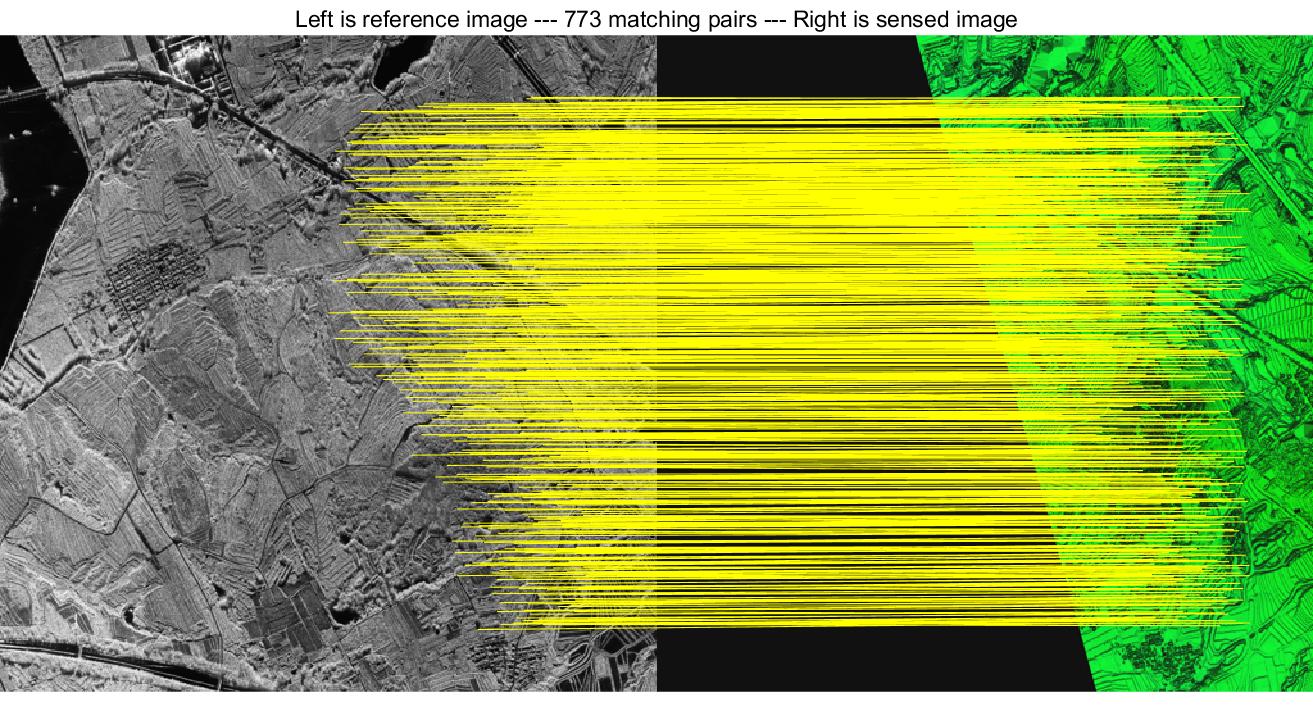 Left is reference image --- 773 matching pairs --- Right is sensed image